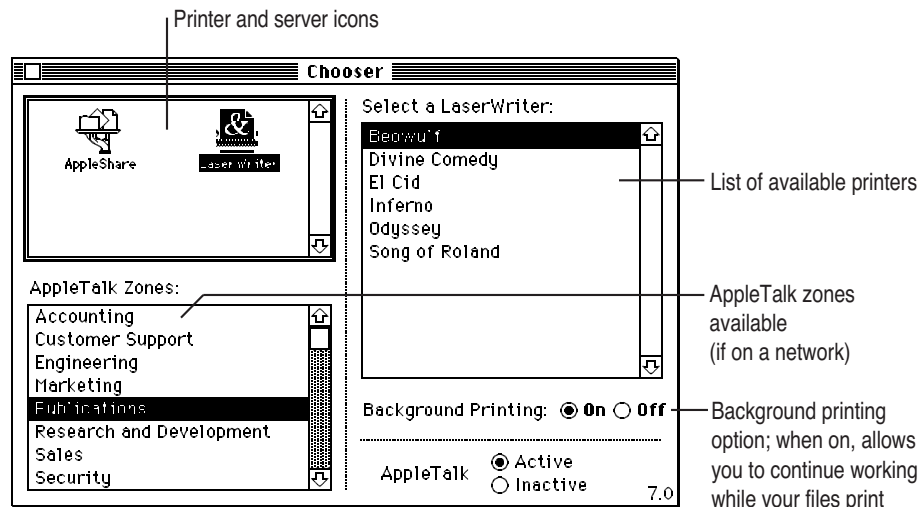 Printer and server icons
Chooser
AppleShare
LaserWriter
Select a LaserWriter:
Beowulf
Divine Comedy
El Cid
Inferno
Odyssey
Song of Roland
List of available printers
AppleTalk Zones:
Accounting
Customer Support
Engineering
Marketing
Publications
Research and Development
Sales
Security
AppleTalk zones
available
(if on a network)
Background Printing: On Off
Background printing
option; when on, allows
you to continue working
while your files print
AppleTalk
Active
Inactive
7.0